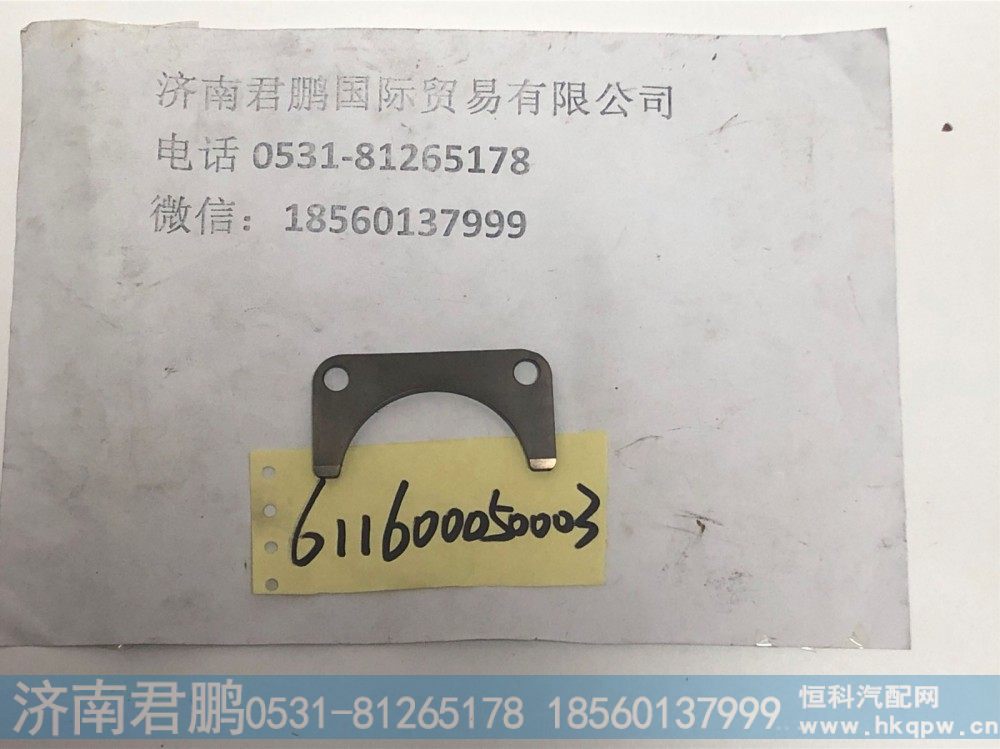 济南君鹏国际贸易有限公司
电话 0531-81265178
微信： 18560137999
611600050003
济南君鹏0531-81265178 18560137999
恒科汽配网
www.hkqpw.cn